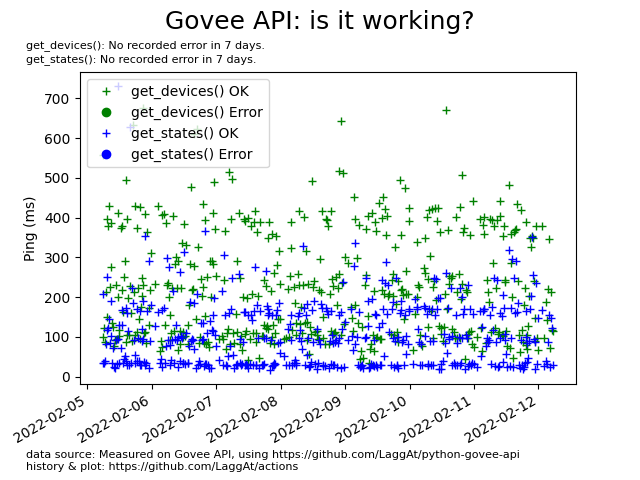 Govee API: is it working?
get_devices(): No recorded error in 7 days.
get_states(): No recorded error in 7 days.
get_devices() OK
get_devices() Error
get_states() OK
get_states() Error
Ping (ms)
700
600
500
400
300
200
100
0
2022-02-05
2022-02-06
2022-02-07
2022-02-08
2022-02-09
2022-02-10
2022-02-11
2022-02-12
data source: Measured on Govee API, using https://github.com/LaggAt/python-govee-api
history & plot: https://github.com/LaggAt/actions